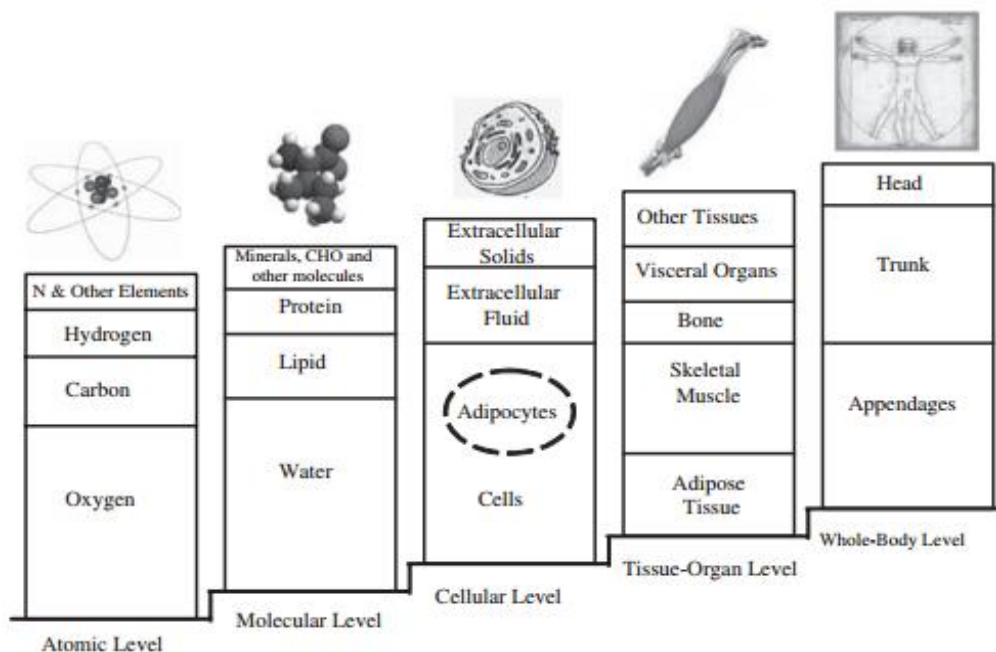 N & Other Elements
Hydrogen
Carbon
Oxygen
Atomic Level
Minerals, CHO and
other molecules
Protein
Lipid
Water
Molecular Level
Extracellular
Solids
Extracellular
Fluid
Adipocytes
Cells
Cellular Level
Other Tissues
Visceral Organs
Bone
Skeletal
Muscle
Adipose
Tissue
Tissue-Organ Level
Head
Trunk
Appendages
Whole-Body Level